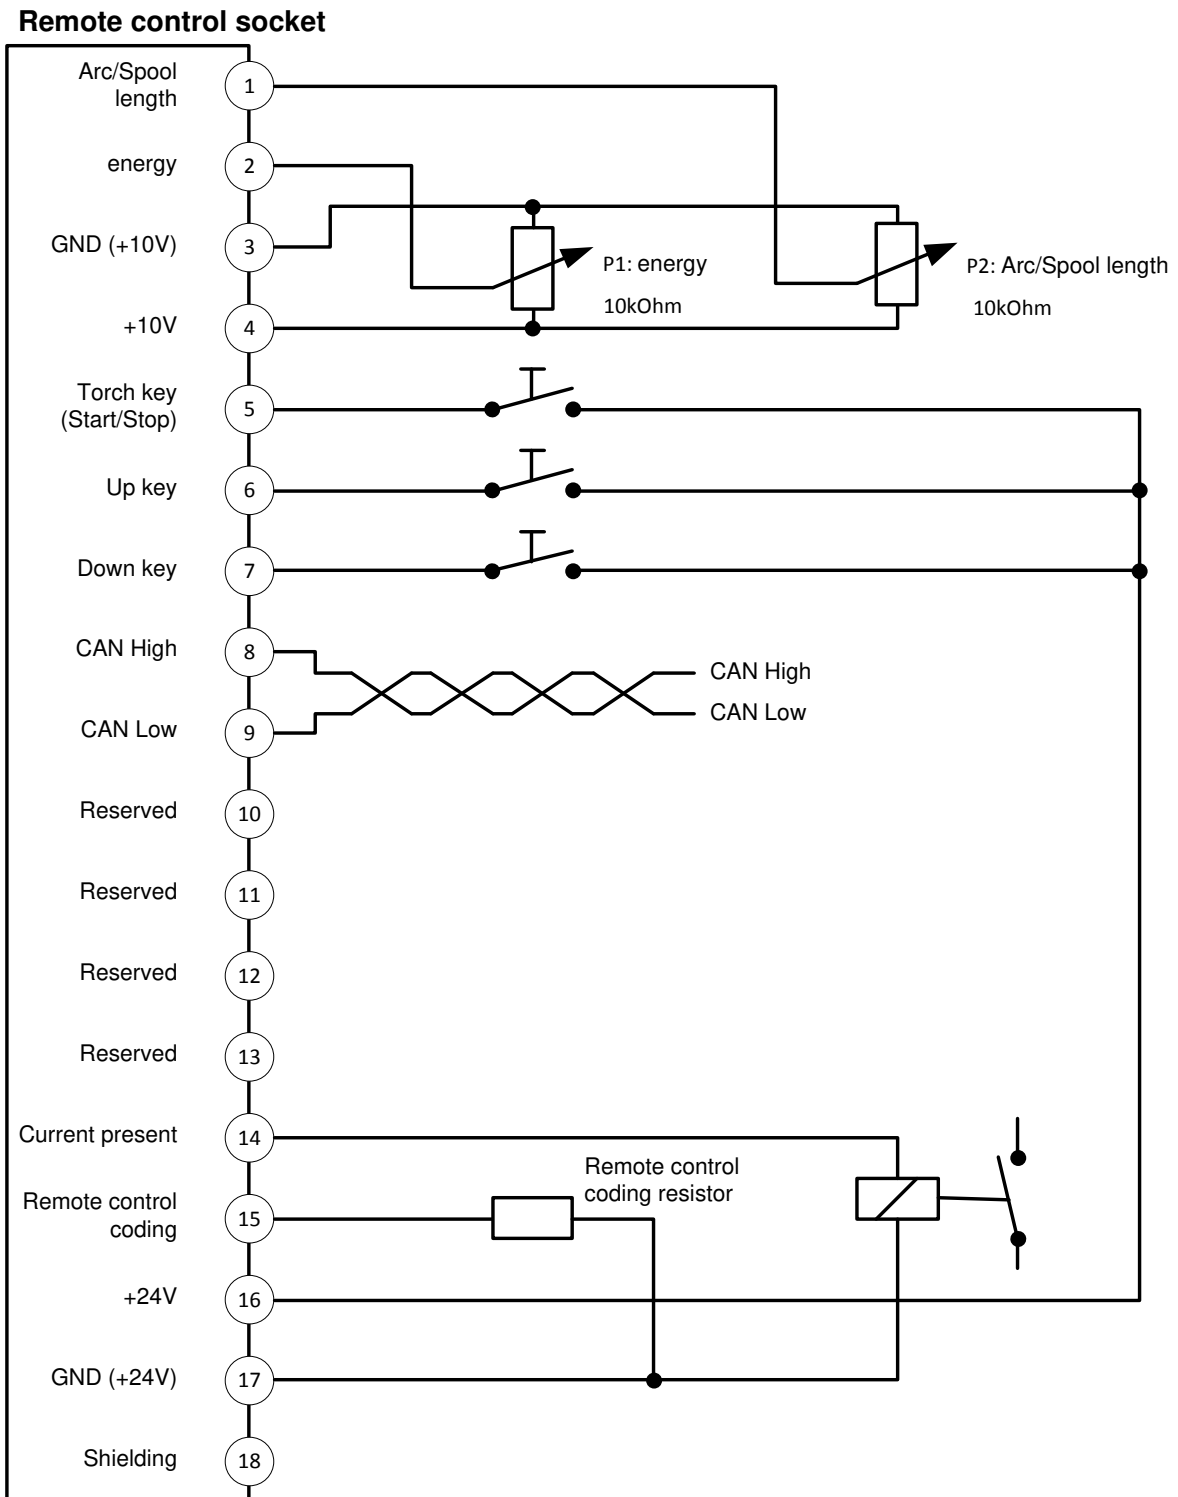 Remote control socket
Arc/Spool
length
1
energy
2
GND (+10V)
3
P1: energy
10kOhm
P2: Arc/Spool length
10kOhm
+10V
4
Torch key
(Start/Stop)
5
Up key
6
Down key
7
CAN High
8
CAN High
CAN Low
CAN Low
9
Reserved
10
Reserved
11
Reserved
12
Reserved
13
Current present
14
Remote control
coding resistor
Remote control
coding
15
+24V
16
GND (+24V)
17
Shielding
18